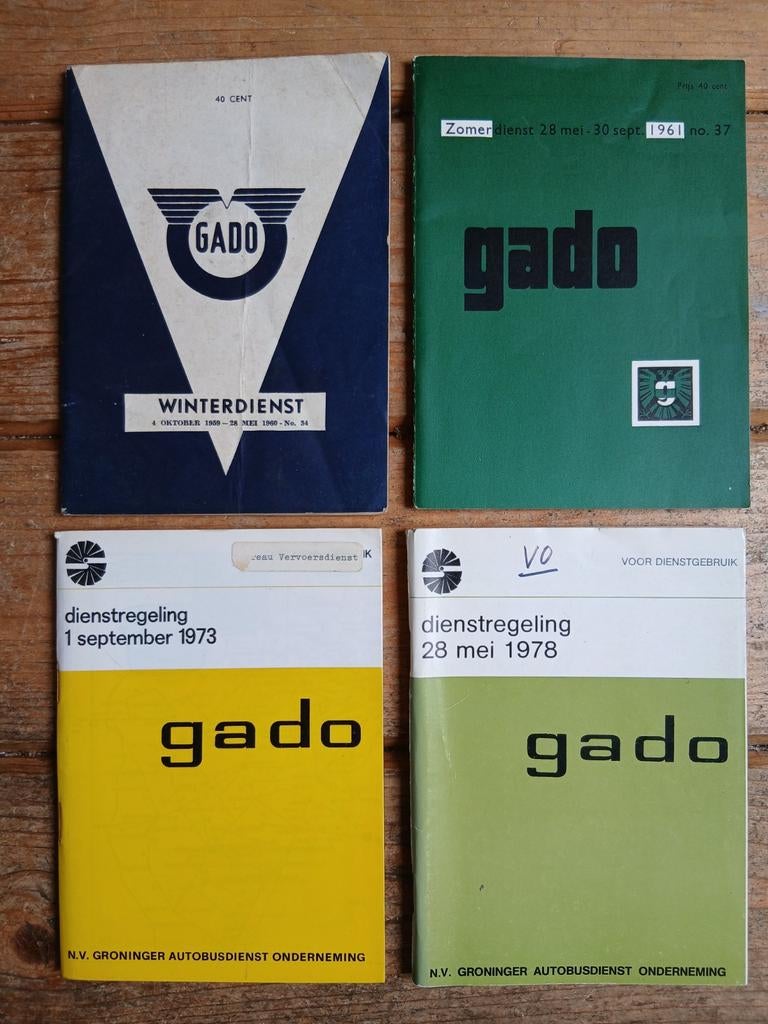 40 CENT
GADO
WINTERDIENST
4 OKTOBER 1959 — 28 MEI 1960 - No. 34
Prijs 40 cent
Zomerdienst 28 mei - 30 sept. 1961 no. 37
gado
g
Vervoersdienst
dienstregeling
1 september 1973
gado
N.V. GRONINGER AUTOBUSDIENST ONDERNEMING
VO
VOOR DIENSTGEBRUIK
dienstregeling
28 mei 1978
gado
N.V. GRONINGER AUTOBUSDIENST ONDERNEMING